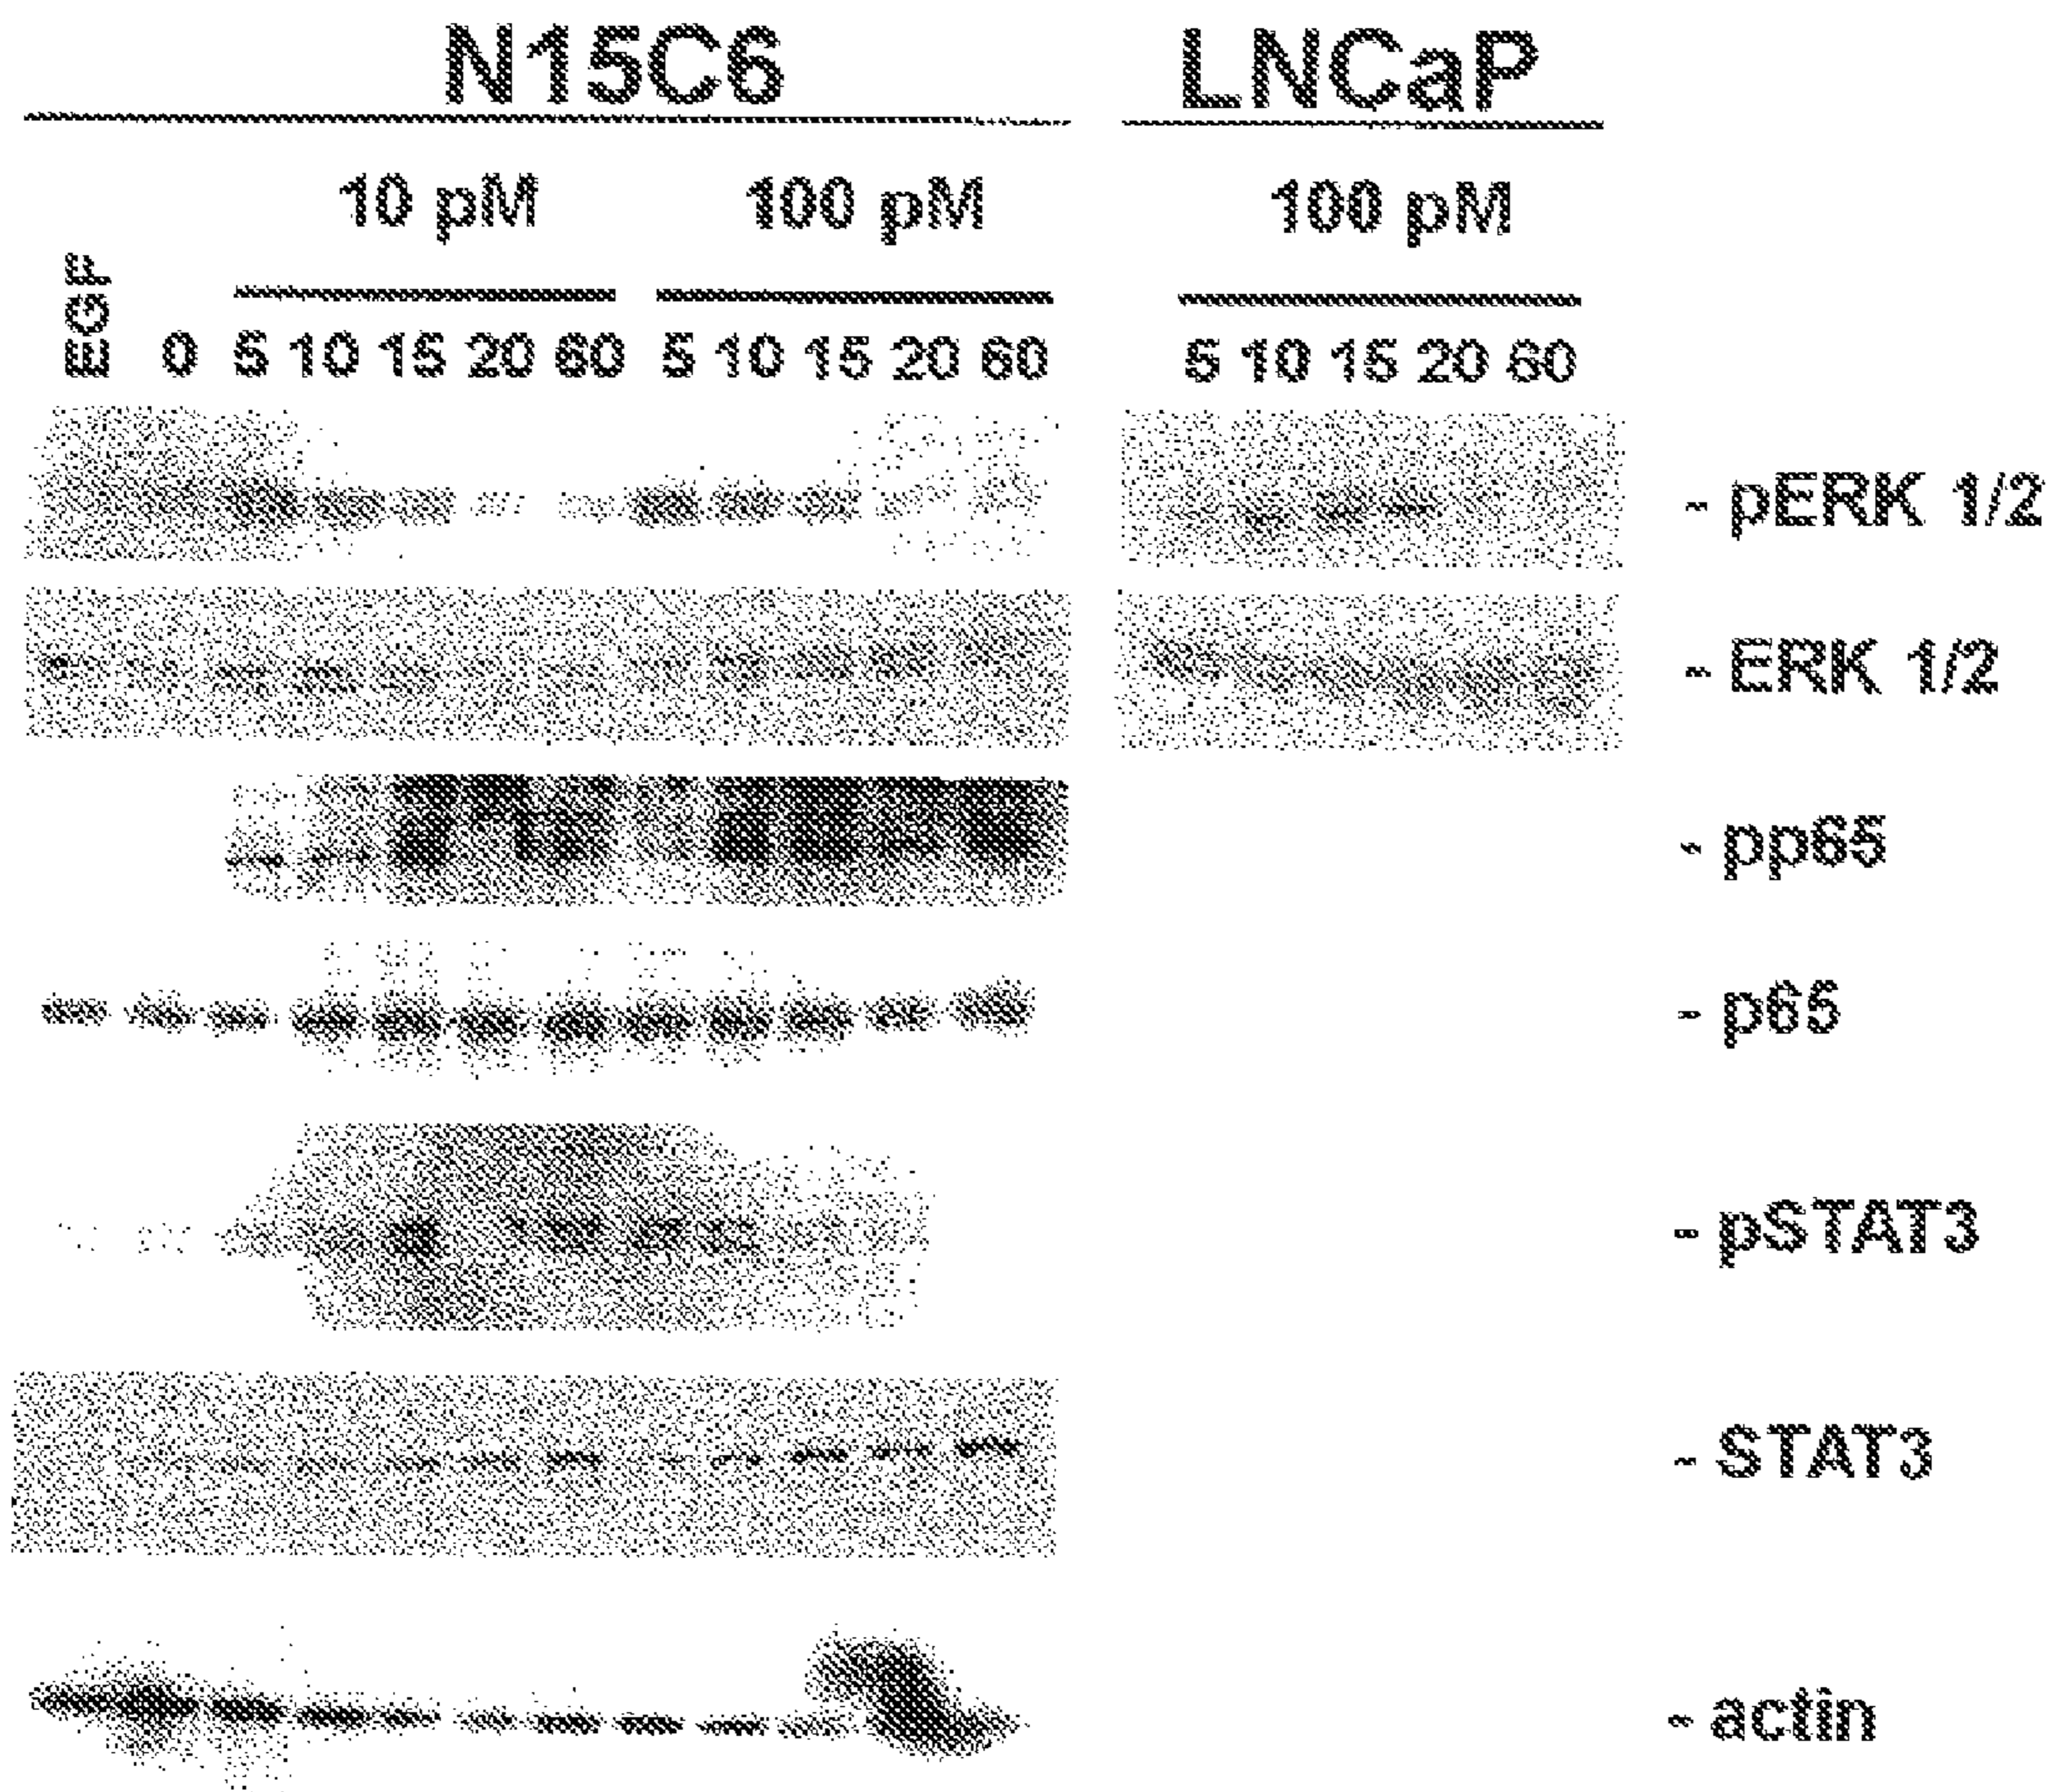 N15C6 LNCaP
10 pM 100 pM 100 pM
EGF 0 5 10 15 20 60 5 10 15 20 60 5 10 15 20 60
- pERK 1/2
- ERK 1/2
- pp65
- p65
- pSTAT3
- STAT3
- actin